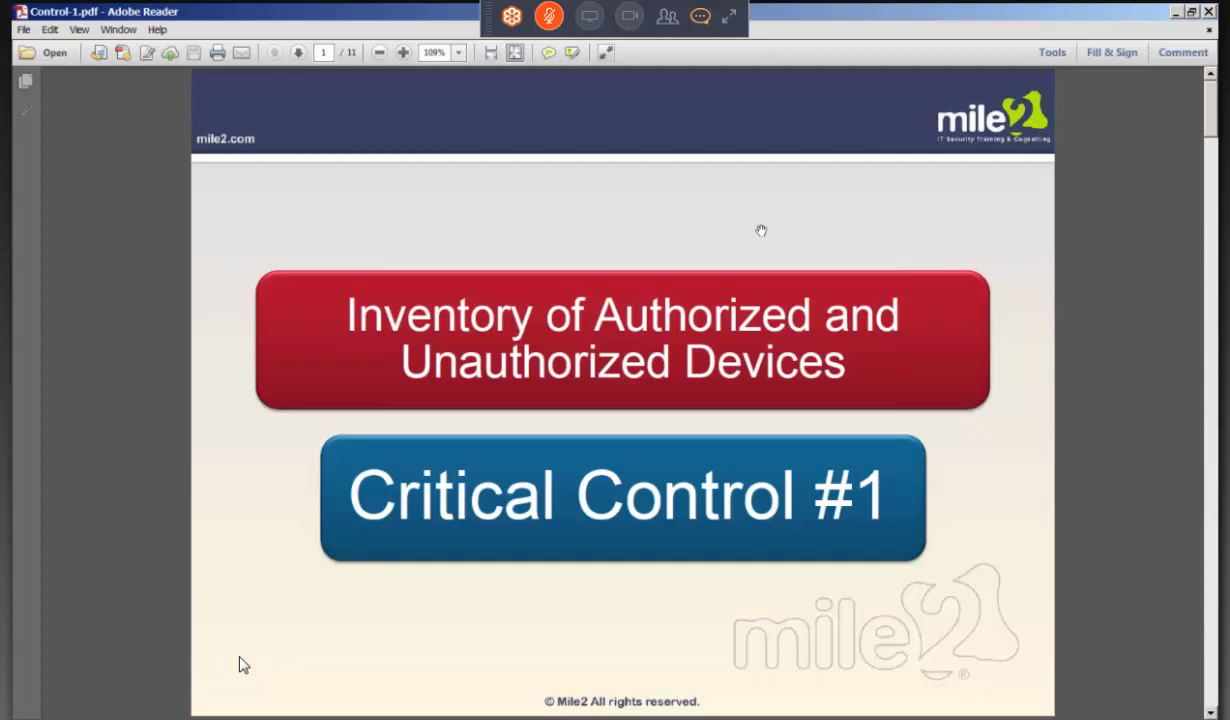 Control-1.pdf - Adobe Reader
File Edit View Window Help
Open 1 / 11 109% Tools Fill & Sign Comment
mile2.com
mile2
IT Security Training & Consulting
Inventory of Authorized and
Unauthorized Devices
Critical Control #1
mile2®
© Mile2 All rights reserved.